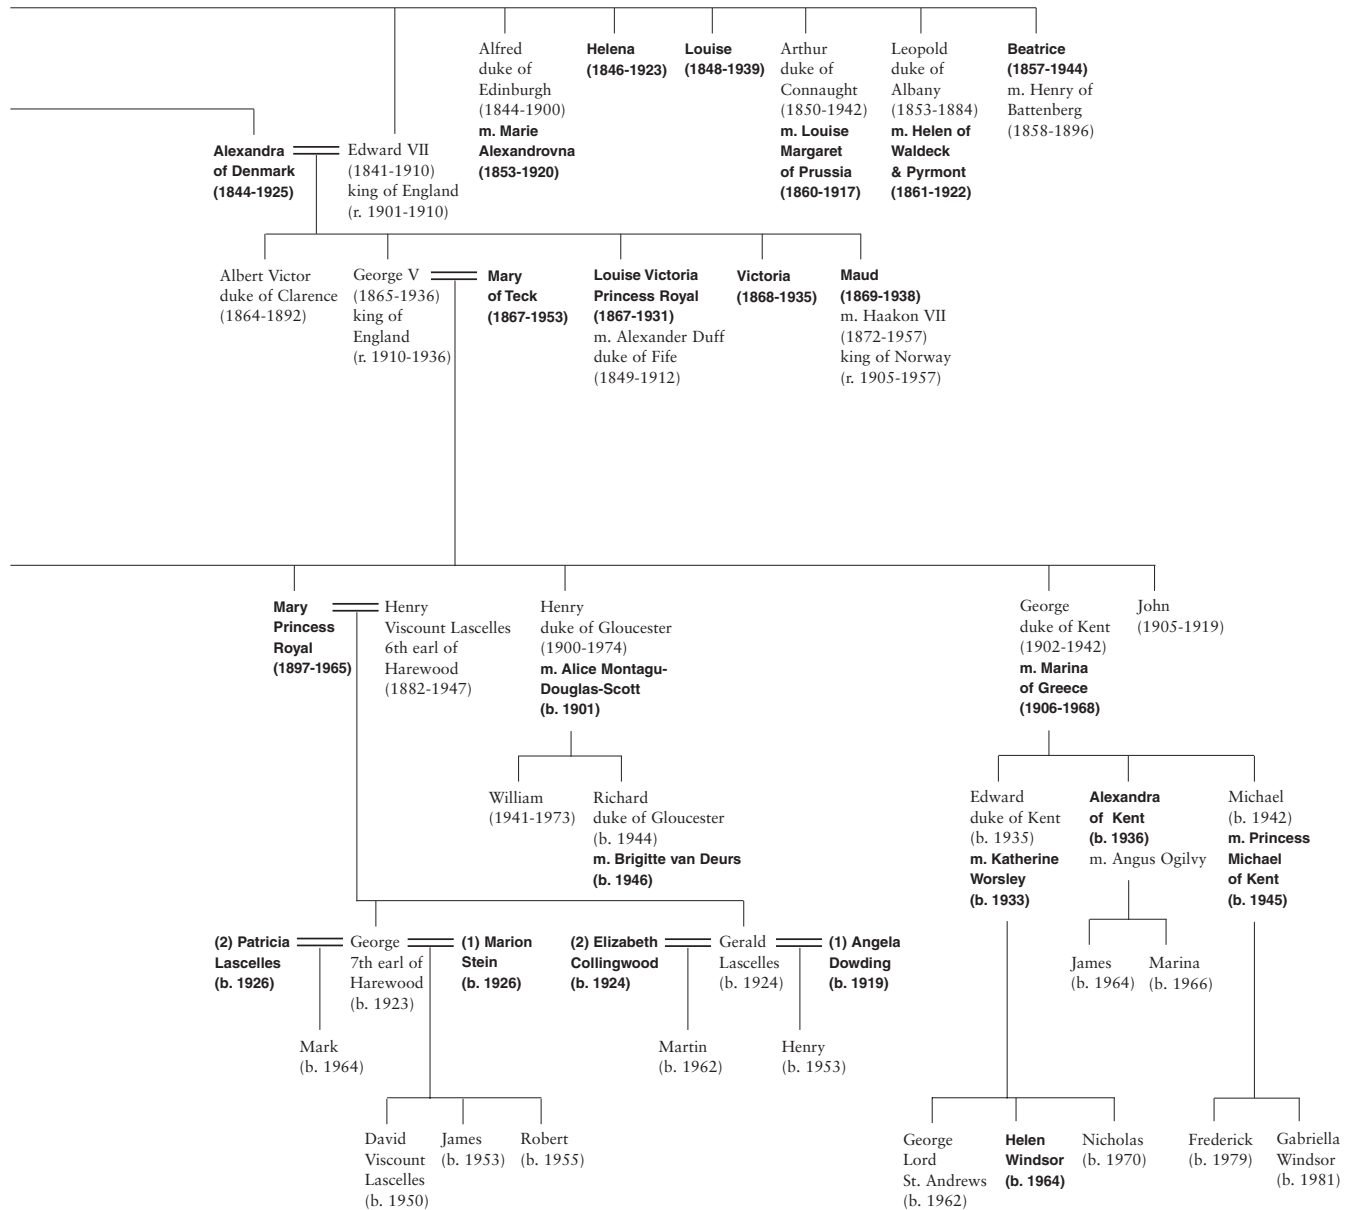 Alfred
duke of
Edinburgh
(1844-1900)
m. Marie
Alexandrovna
(1853-1920)
Helena
(1846-1923)
Louise
(1848-1939)
Arthur
duke of
Connaught
(1850-1942)
m. Louise
Margaret
of Prussia
(1860-1917)
Leopold
duke of
Albany
(1853-1884)
m. Helen of
Waldeck
& Pyrmont
(1861-1922)
Beatrice
(1857-1944)
m. Henry of
Battenberg
(1858-1896)
Alexandra
of Denmark
(1844-1925)
Edward VII
(1841-1910)
king of England
(r. 1901-1910)
Albert Victor
duke of Clarence
(1864-1892)
George V
(1865-1936)
king of
England
(r. 1910-1936)
Mary
of Teck
(1867-1953)
Louise Victoria
Princess Royal
(1867-1931)
m. Alexander Duff
duke of Fife
(1849-1912)
Victoria
(1868-1935)
Maud
(1869-1938)
m. Haakon VII
(1872-1957)
king of Norway
(r. 1905-1957)
Mary
Princess
Royal
(1897-1965)
Henry
Viscount Lascelles
6th earl of
Harewood
(1882-1947)
Henry
duke of Gloucester
(1900-1974)
m. Alice Montagu-
Douglas-Scott
(b. 1901)
George
duke of Kent
(1902-1942)
m. Marina
of Greece
(1906-1968)
John
(1905-1919)
William
(1941-1973)
Richard
duke of Gloucester
(b. 1944)
m. Brigitte van Deurs
(b. 1946)
Edward
duke of Kent
(b. 1935)
m. Katherine
Worsley
(b. 1933)
Alexandra
of Kent
(b. 1936)
m. Angus Ogilvy
Michael
(b. 1942)
m. Princess
Michael
of Kent
(b. 1945)
(2) Patricia
Lascelles
(b. 1926)
George
7th earl of
Harewood
(b. 1923)
(1) Marion
Stein
(b. 1926)
(2) Elizabeth
Collingwood
(b. 1924)
Gerald
Lascelles
(b. 1924)
(1) Angela
Dowding
(b. 1919)
James
(b. 1964)
Marina
(b. 1966)
Mark
(b. 1964)
Martin
(b. 1962)
Henry
(b. 1953)
David
Viscount
Lascelles
(b. 1950)
James
(b. 1953)
Robert
(b. 1955)
George
Lord
St. Andrews
(b. 1962)
Helen
Windsor
(b. 1964)
Nicholas
(b. 1970)
Frederick
(b. 1979)
Gabriella
Windsor
(b. 1981)